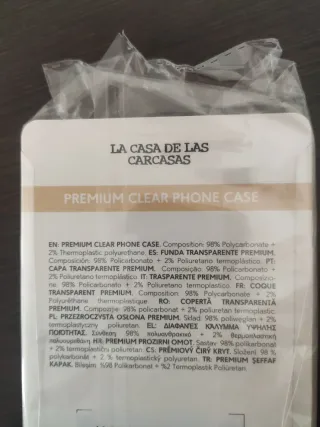 LA CASA DE LAS
CARCASAS
PREMIUM CLEAR PHONE CASE
EN: PREMIUM CLEAR PHONE CASE. Composition: 98% Polycarbonate +
2% Thermoplastic polyurethane. ES: FUNDA TRANSPARENTE PREMIUM.
Composición: 98% Policarbonato + 2% Poliuretano termoplástico. PT:
CAPA TRANSPARENTE PREMIUM. Composição: 98% Policarbonato +
2% Poliuretano termoplástico. IT. TRASPARENTE PREMIUM. Composizio-
ne: 98% Policarbonato + 2% Poliuretano termoplastico. FR: COQUE
TRANSPARENT PREMIUM. Composition: 98% Polycarbonate + 2%
Polyuréthane thermoplastique RO: COPERTĂ TRANSPARENTĂ
PREMIUM. Compoziție: 98% policarbonat + 2% poliuretan termoplastic.
PL: PRZEZROCZYSTA OSŁONA PREMIUM. Skład: 98% poliwęglan + 2%
termoplastyczny poliuretan. EL: ΔΙΑΦΑΝΕΣ ΚΑΛΥΜΜΑ ΥΨΗΛΗΣ
ΠΟΙΟΤΗΤΑΣ. Σύνθεση: 98% πολυανθρακικό + 2% Θερμοπλαστική
πολυουρεθάνη HR: PREMIUM PROZIRNI OMOT. Sastav: 98% polikarbonat
+ 2% termoplastični poliuretan. CS: PRÉMIOVÝ ČIRÝ KRYT. Složení: 98 %
polykarbonát + 2 % termoplastický polyuretan. TR: PREMIUM ŞEFFAF
KAPAK. Bileşim: %98 Polikarbonat + %2 Termoplastik Poliüretan.